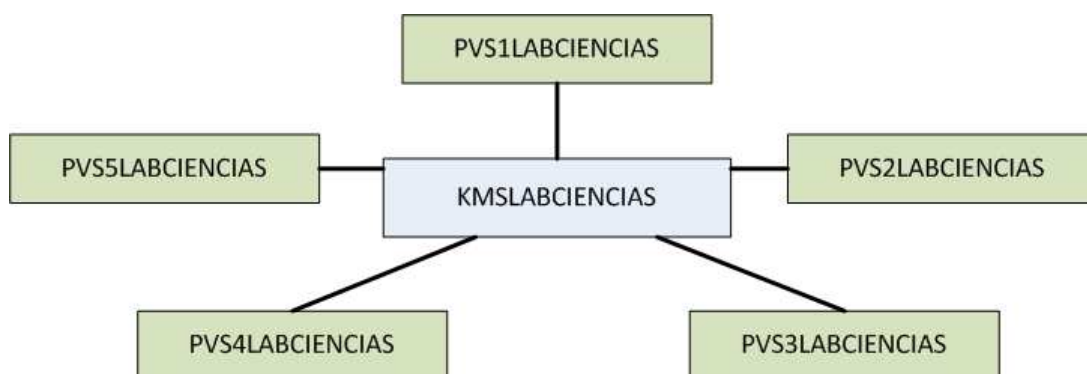 PVS1LABCIENCIAS
PVS5LABCIENCIAS
PVS2LABCIENCIAS
KMSLABCIENCIAS
PVS4LABCIENCIAS
PVS3LABCIENCIAS